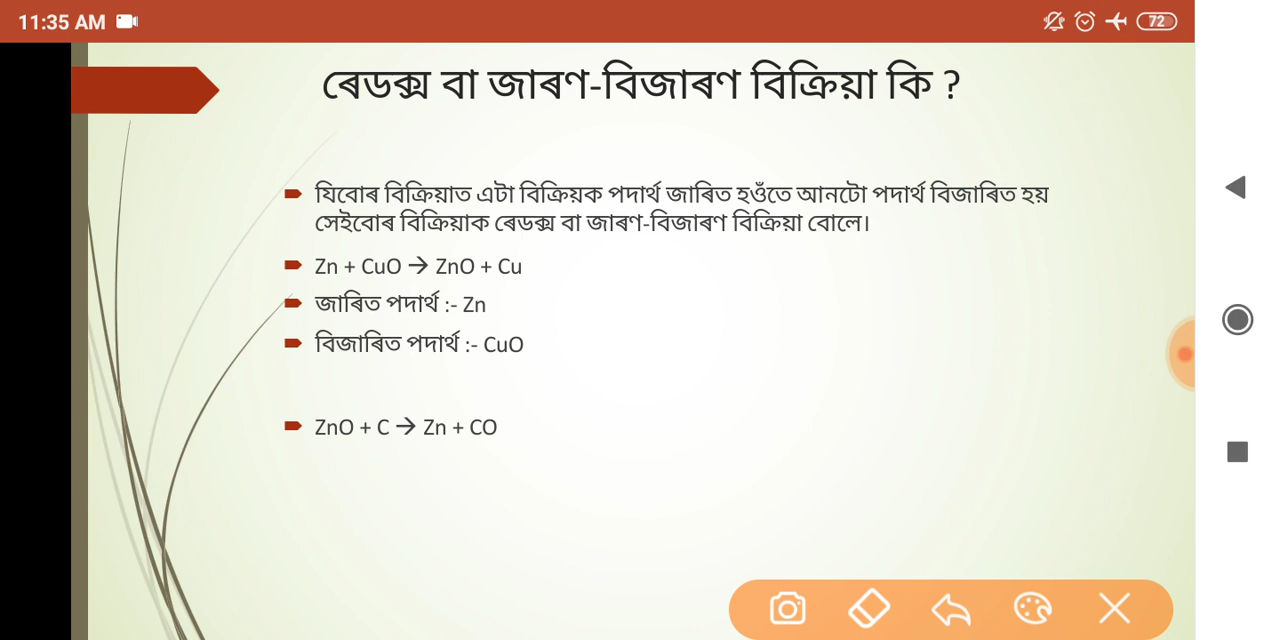 11:35 AM
72
ৰেডক্স বা জাৰণ-বিজাৰণ বিক্ৰিয়া কি ?
যিবোৰ বিক্ৰিয়াত এটা বিক্ৰিয়ক পদাৰ্থ জাৰিত হওঁতে আনটো পদাৰ্থ বিজাৰিত হয়
সেইবোৰ বিক্ৰিয়াক ৰেডক্স বা জাৰণ-বিজাৰণ বিক্ৰিয়া বোলে।
Zn + CuO → ZnO + Cu
জাৰিত পদাৰ্থ :- Zn
বিজাৰিত পদাৰ্থ :- CuO
ZnO + C → Zn + CO